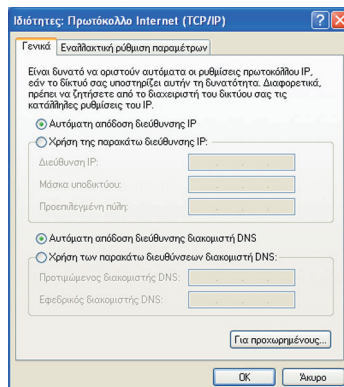 Ιδιότητες: Πρωτόκολλο Internet (TCP/IP)
Γενικά Εναλλακτική ρύθμιση παραμέτρων
Είναι δυνατό να οριστούν αυτόματα οι ρυθμίσεις πρωτοκόλλου IP,
εάν το δίκτυό σας υποστηρίζει αυτήν τη δυνατότητα. Διαφορετικά,
πρέπει να ζητήσετε από το διαχειριστή του δικτύου σας τις
κατάλληλες ρυθμίσεις του IP.
Αυτόματη απόδοση διεύθυνσης IP
Χρήση της παρακάτω διεύθυνσης IP:
Διεύθυνση IP:
Μάσκα υποδικτύου:
Προεπιλεγμένη πύλη:
Αυτόματη απόδοση διεύθυνσης διακομιστή DNS
Χρήση των παρακάτω διευθύνσεων διακομιστή DNS:
Προτιμώμενος διακομιστής DNS:
Εφεδρικός διακομιστής DNS:
Για προχωρημένους...
OK Άκυρο